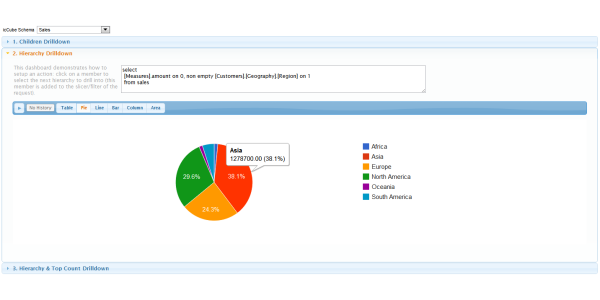 icCube Schema: Sales
1. Children Drilldown
2. Hierarchy Drilldown
This dashboard demonstrates how to
setup an action: click on a member to
select the next hierarchy to drill into (the
member is added to the slicer/filter of the
request).
select
[Measures].amount on 0, non empty [Customers].[Geography].[Region] on 1
from sales
No History Table Pie Line Bar Column Area
Asia
1278700.00 (38.1%)
38.1%
29.6%
24.3%
Africa
Asia
Europe
North America
Oceania
South America
3. Hierarchy & Top Count Drilldown